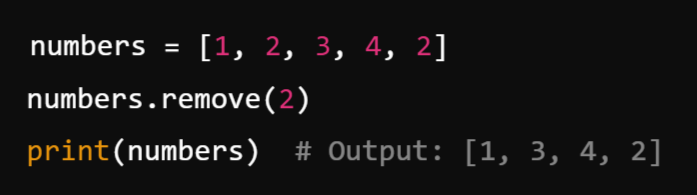 numbers = [1, 2, 3, 4, 2]
numbers.remove(2)
print(numbers)  # Output: [1, 3, 4, 2]